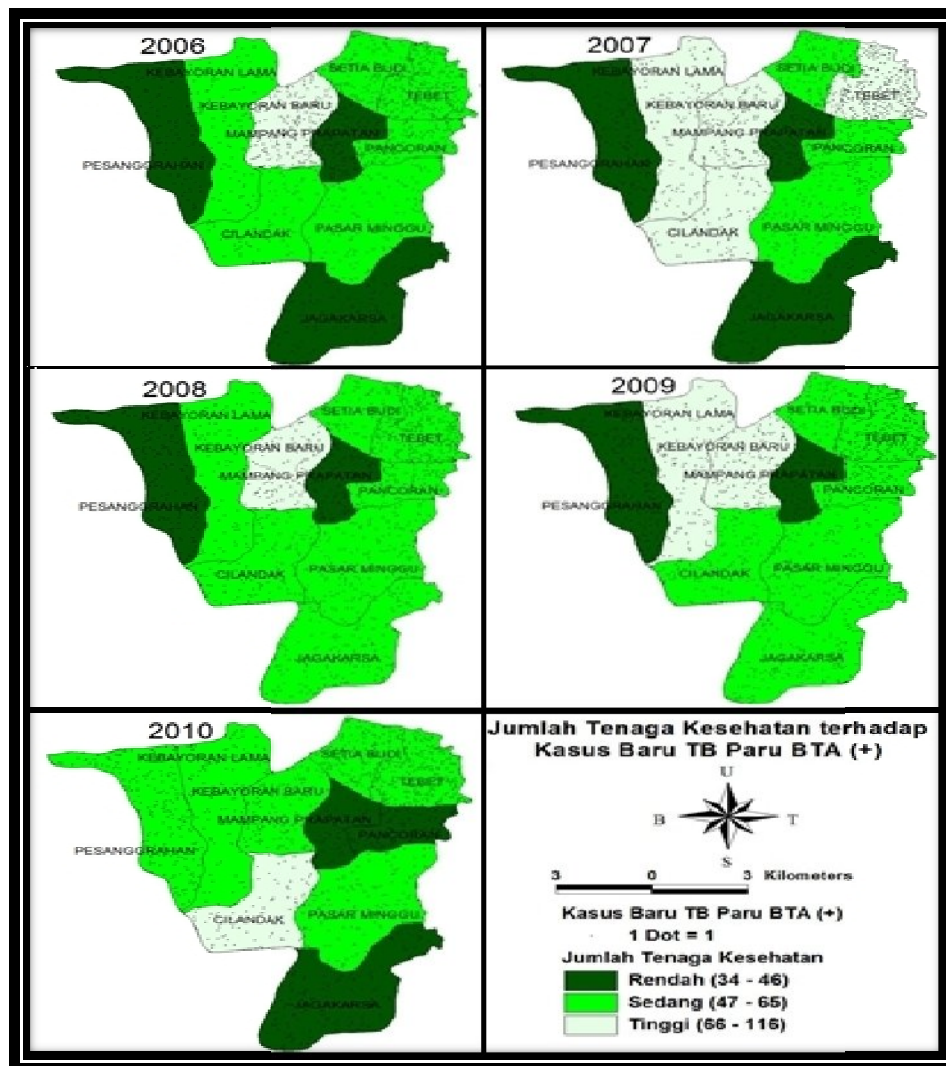 2006
KEBAYORAN LAMA
SETIA BUDI
TEBET
KEBAYORAN BARU
MAMPANG PRAPATAN
PANCORAN
PESANGGRAHAN
CILANDAK
PASAR MINGGU
JAGAKARSA
2007
KEBAYORAN LAMA
SETIA BUDI
TEBET
KEBAYORAN BARU
MAMPANG PRAPATAN
PANCORAN
PESANGGRAHAN
CILANDAK
PASAR MINGGU
JAGAKARSA
2008
KEBAYORAN LAMA
SETIA BUDI
TEBET
KEBAYORAN BARU
MAMPANG PRAPATAN
PANCORAN
PESANGGRAHAN
CILANDAK
PASAR MINGGU
JAGAKARSA
2009
KEBAYORAN LAMA
SETIA BUDI
TEBET
KEBAYORAN BARU
MAMPANG PRAPATAN
PANCORAN
PESANGGRAHAN
CILANDAK
PASAR MINGGU
JAGAKARSA
2010
KEBAYORAN LAMA
SETIA BUDI
TEBET
KEBAYORAN BARU
MAMPANG PRAPATAN
PANCORAN
PESANGGRAHAN
CILANDAK
PASAR MINGGU
JAGAKARSA
Jumlah Tenaga Kesehatan terhadap
Kasus Baru TB Paru BTA (+)
U
B T
S
3 0 3 Kilometers
Kasus Baru TB Paru BTA (+)
1 Dot = 1
Jumlah Tenaga Kesehatan
Rendah (34 - 46)
Sedang (47 - 65)
Tinggi (66 - 116)